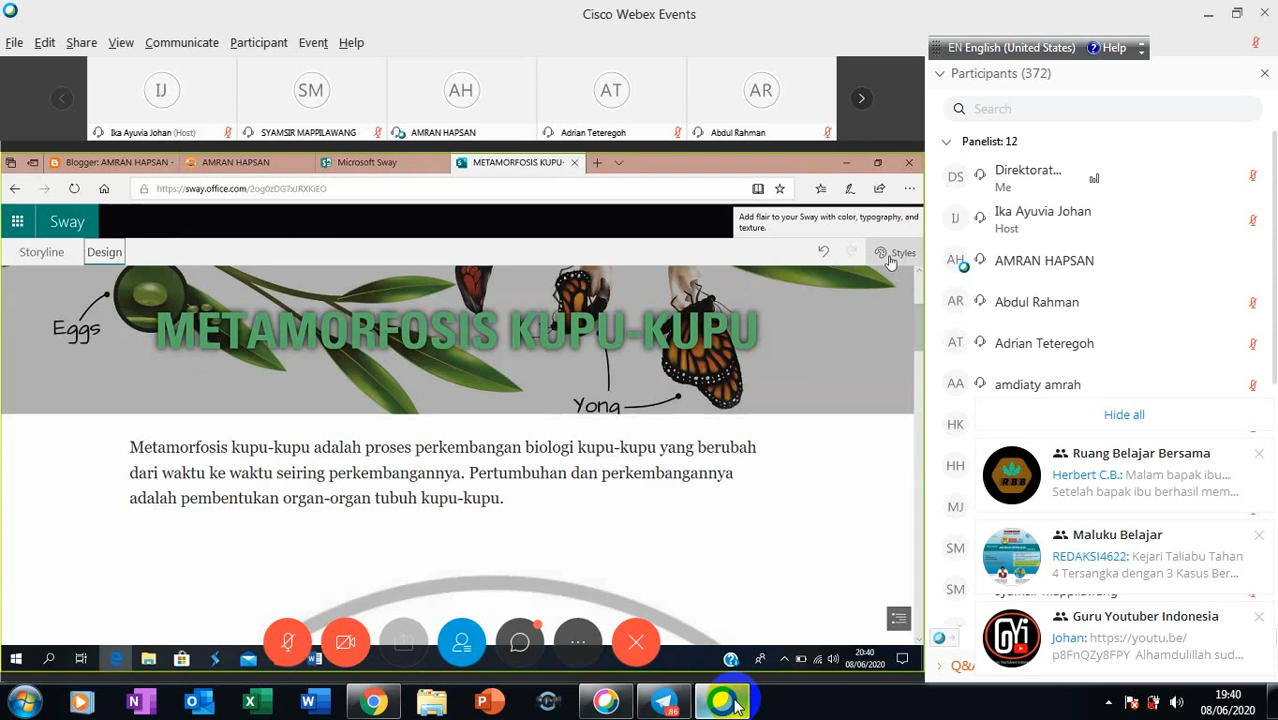 Cisco Webex Events
File Edit Share View Communicate Participant Event Help
EN English (United States) Help
Participants (372)
Search
IJ SM AH AT AR
Ika Ayuvia Johan (Host) SYAMSIR MAPPILAWANG AMRAN HAPSAN Adrian Teteregoh Abdul Rahman
Panelist: 12
DS Direktorat...
Me
IJ Ika Ayuvia Johan
Host
AH AMRAN HAPSAN
AR Abdul Rahman
AT Adrian Teteregoh
AA amdiaty amrah
HK
HH
MJ
SM
SM
Blogger: AMRAN HAPSAN - AMRAN HAPSAN Microsoft Sway METAMORFOSIS KUPU-
https://sway.office.com/2og0zDG7xJRXKiEO
Sway
Add flair to your Sway with color, typography, and
texture.
Storyline Design Styles
Eggs
METAMORFOSIS KUPU-KUPU
Yong
Metamorfosis kupu-kupu adalah proses perkembangan biologi kupu-kupu yang berubah
dari waktu ke waktu seiring perkembangannya. Pertumbuhan dan perkembangannya
adalah pembentukan organ-organ tubuh kupu-kupu.
Hide all
RBB
Ruang Belajar Bersama
Herbert C.B.: Malam bapak ibu...
Setelah bapak ibu berhasil mem...
Maluku Belajar
REDAKSI4622: Kejari Taliabu Tahan
4 Tersangka dengan 3 Kasus Ber...
Guru Youtuber Indonesia
Johan: https://youtu.be/
p8FnQZy8FPY Alhamdulillah sud...
Q&A
20:40
08/06/2020
86
19:40
08/06/2020